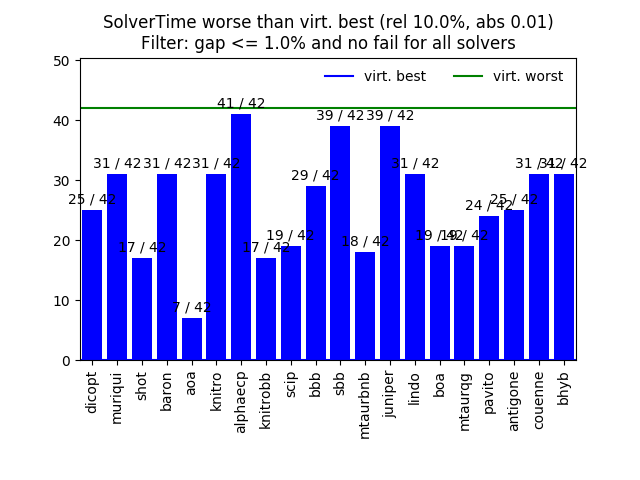 SolverTime worse than virt. best (rel 10.0%, abs 0.01)
Filter: gap <= 1.0% and no fail for all solvers
virt. best
virt. worst
50
40
30
20
10
0
25 / 42
31 / 42
17 / 42
31 / 42
7 / 42
31 / 42
41 / 42
17 / 42
19 / 42
29 / 42
39 / 42
18 / 42
39 / 42
31 / 42
19 / 42
19 / 42
24 / 42
25 / 42
31 / 42
31 / 42
dicopt
muriqui
shot
baron
aoa
knitro
alphaecp
knitrobb
scip
bbb
sbb
mtaurbnb
juniper
lindo
boa
mtaurqg
pavito
antigone
couenne
bhyb